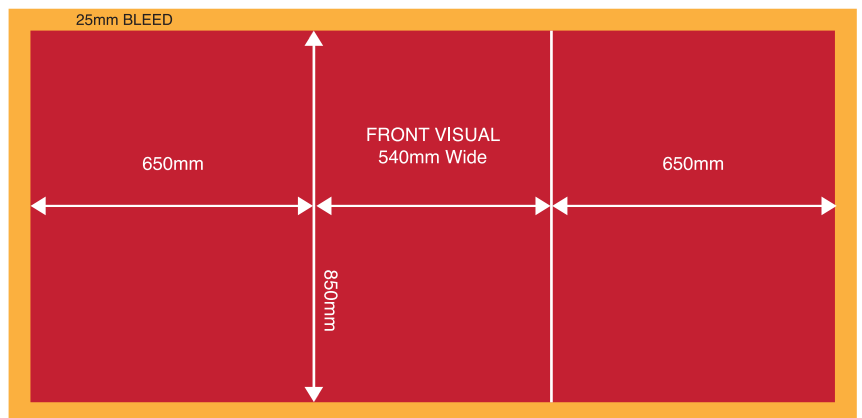 25mm BLEED
FRONT VISUAL
540mm Wide
650mm
650mm
850mm